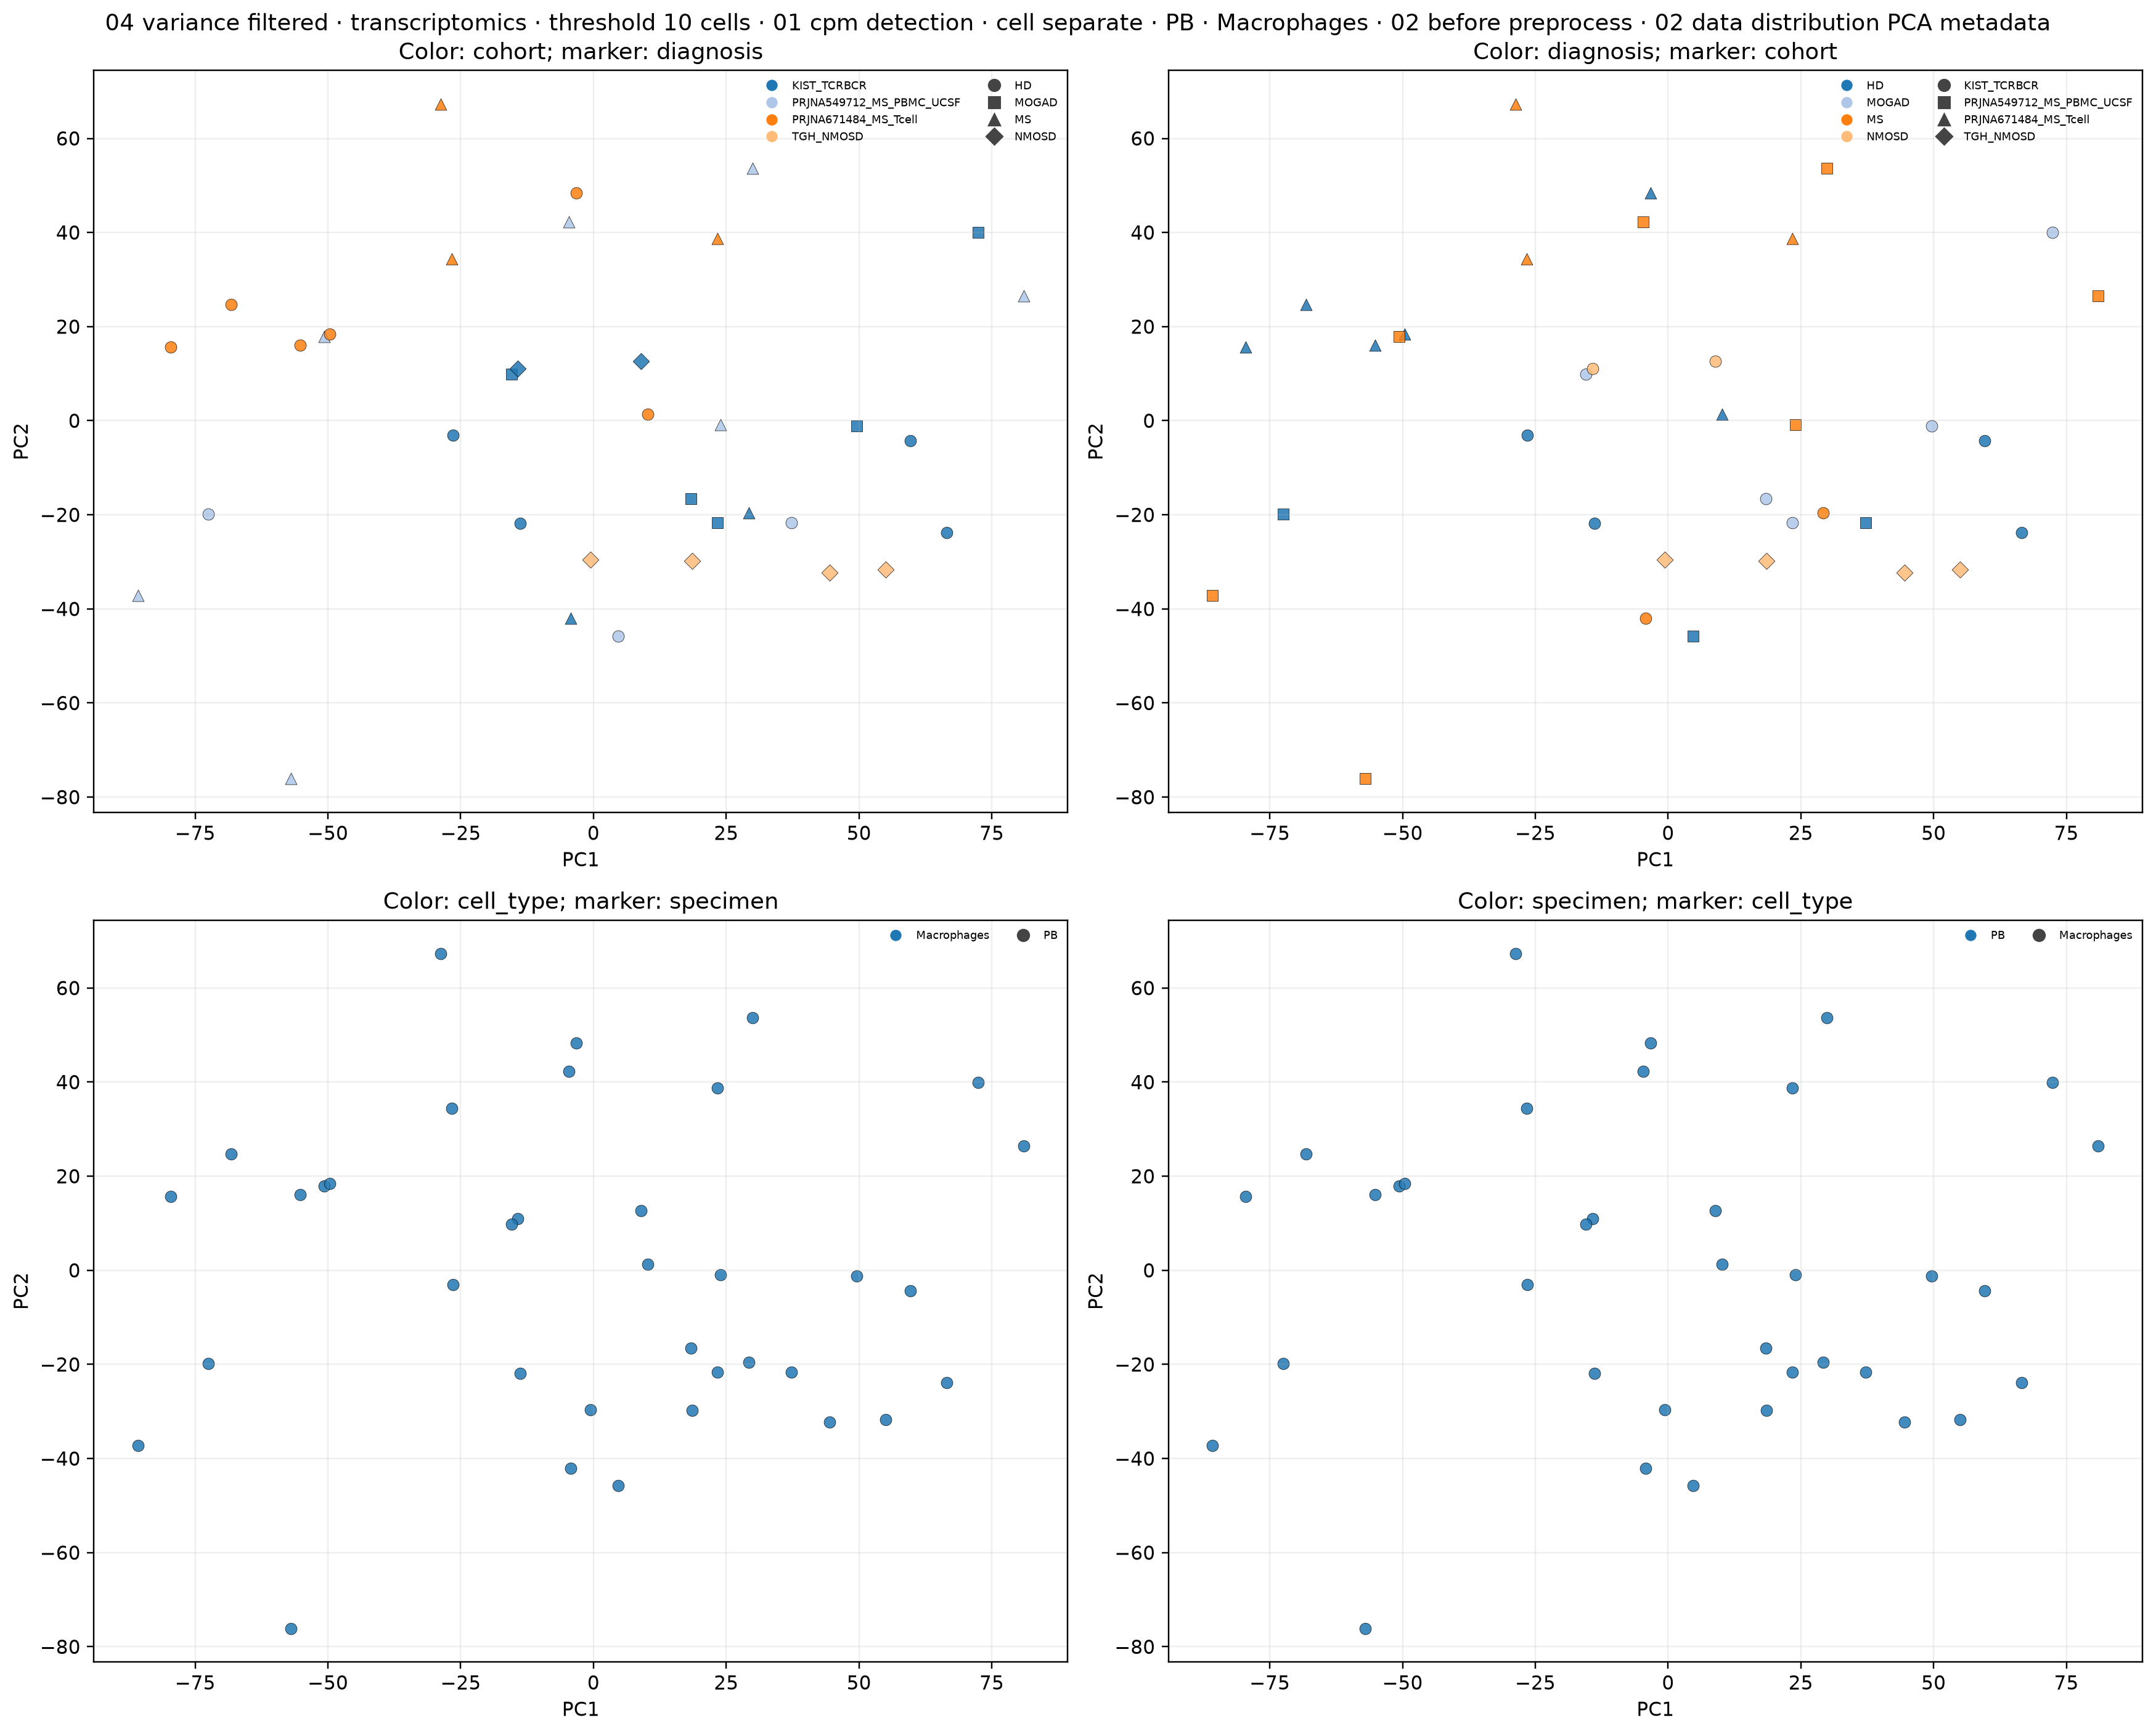 04 variance filtered · transcriptomics · threshold 10 cells · 01 cpm detection · cell separate · PB · Macrophages · 02 before preprocess · 02 data distribution PCA metadata
Color: cohort; marker: diagnosis
KIST_TCRBCR
PRJNA549712_MS_PBMC_UCSF
PRJNA671484_MS_Tcell
TGH_NMOSD
HD
MOGAD
MS
NMOSD
60
40
20
0
−20
−40
−60
−80
PC2
−75
−50
−25
0
25
50
75
PC1
Color: diagnosis; marker: cohort
HD
MOGAD
MS
NMOSD
KIST_TCRBCR
PRJNA549712_MS_PBMC_UCSF
PRJNA671484_MS_Tcell
TGH_NMOSD
60
40
20
0
−20
−40
−60
−80
PC2
−75
−50
−25
0
25
50
75
PC1
Color: cell_type; marker: specimen
Macrophages
PB
60
40
20
0
−20
−40
−60
−80
PC2
−75
−50
−25
0
25
50
75
PC1
Color: specimen; marker: cell_type
PB
Macrophages
60
40
20
0
−20
−40
−60
−80
PC2
−75
−50
−25
0
25
50
75
PC1